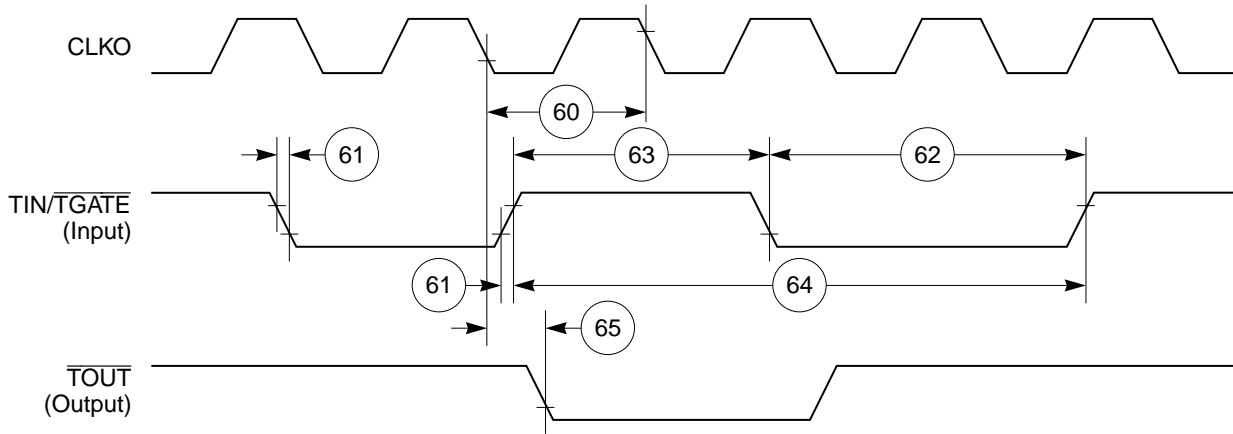 CLKO
60
61
63
62
TIN/TGATE
(Input)
61
64
65
TOUT
(Output)